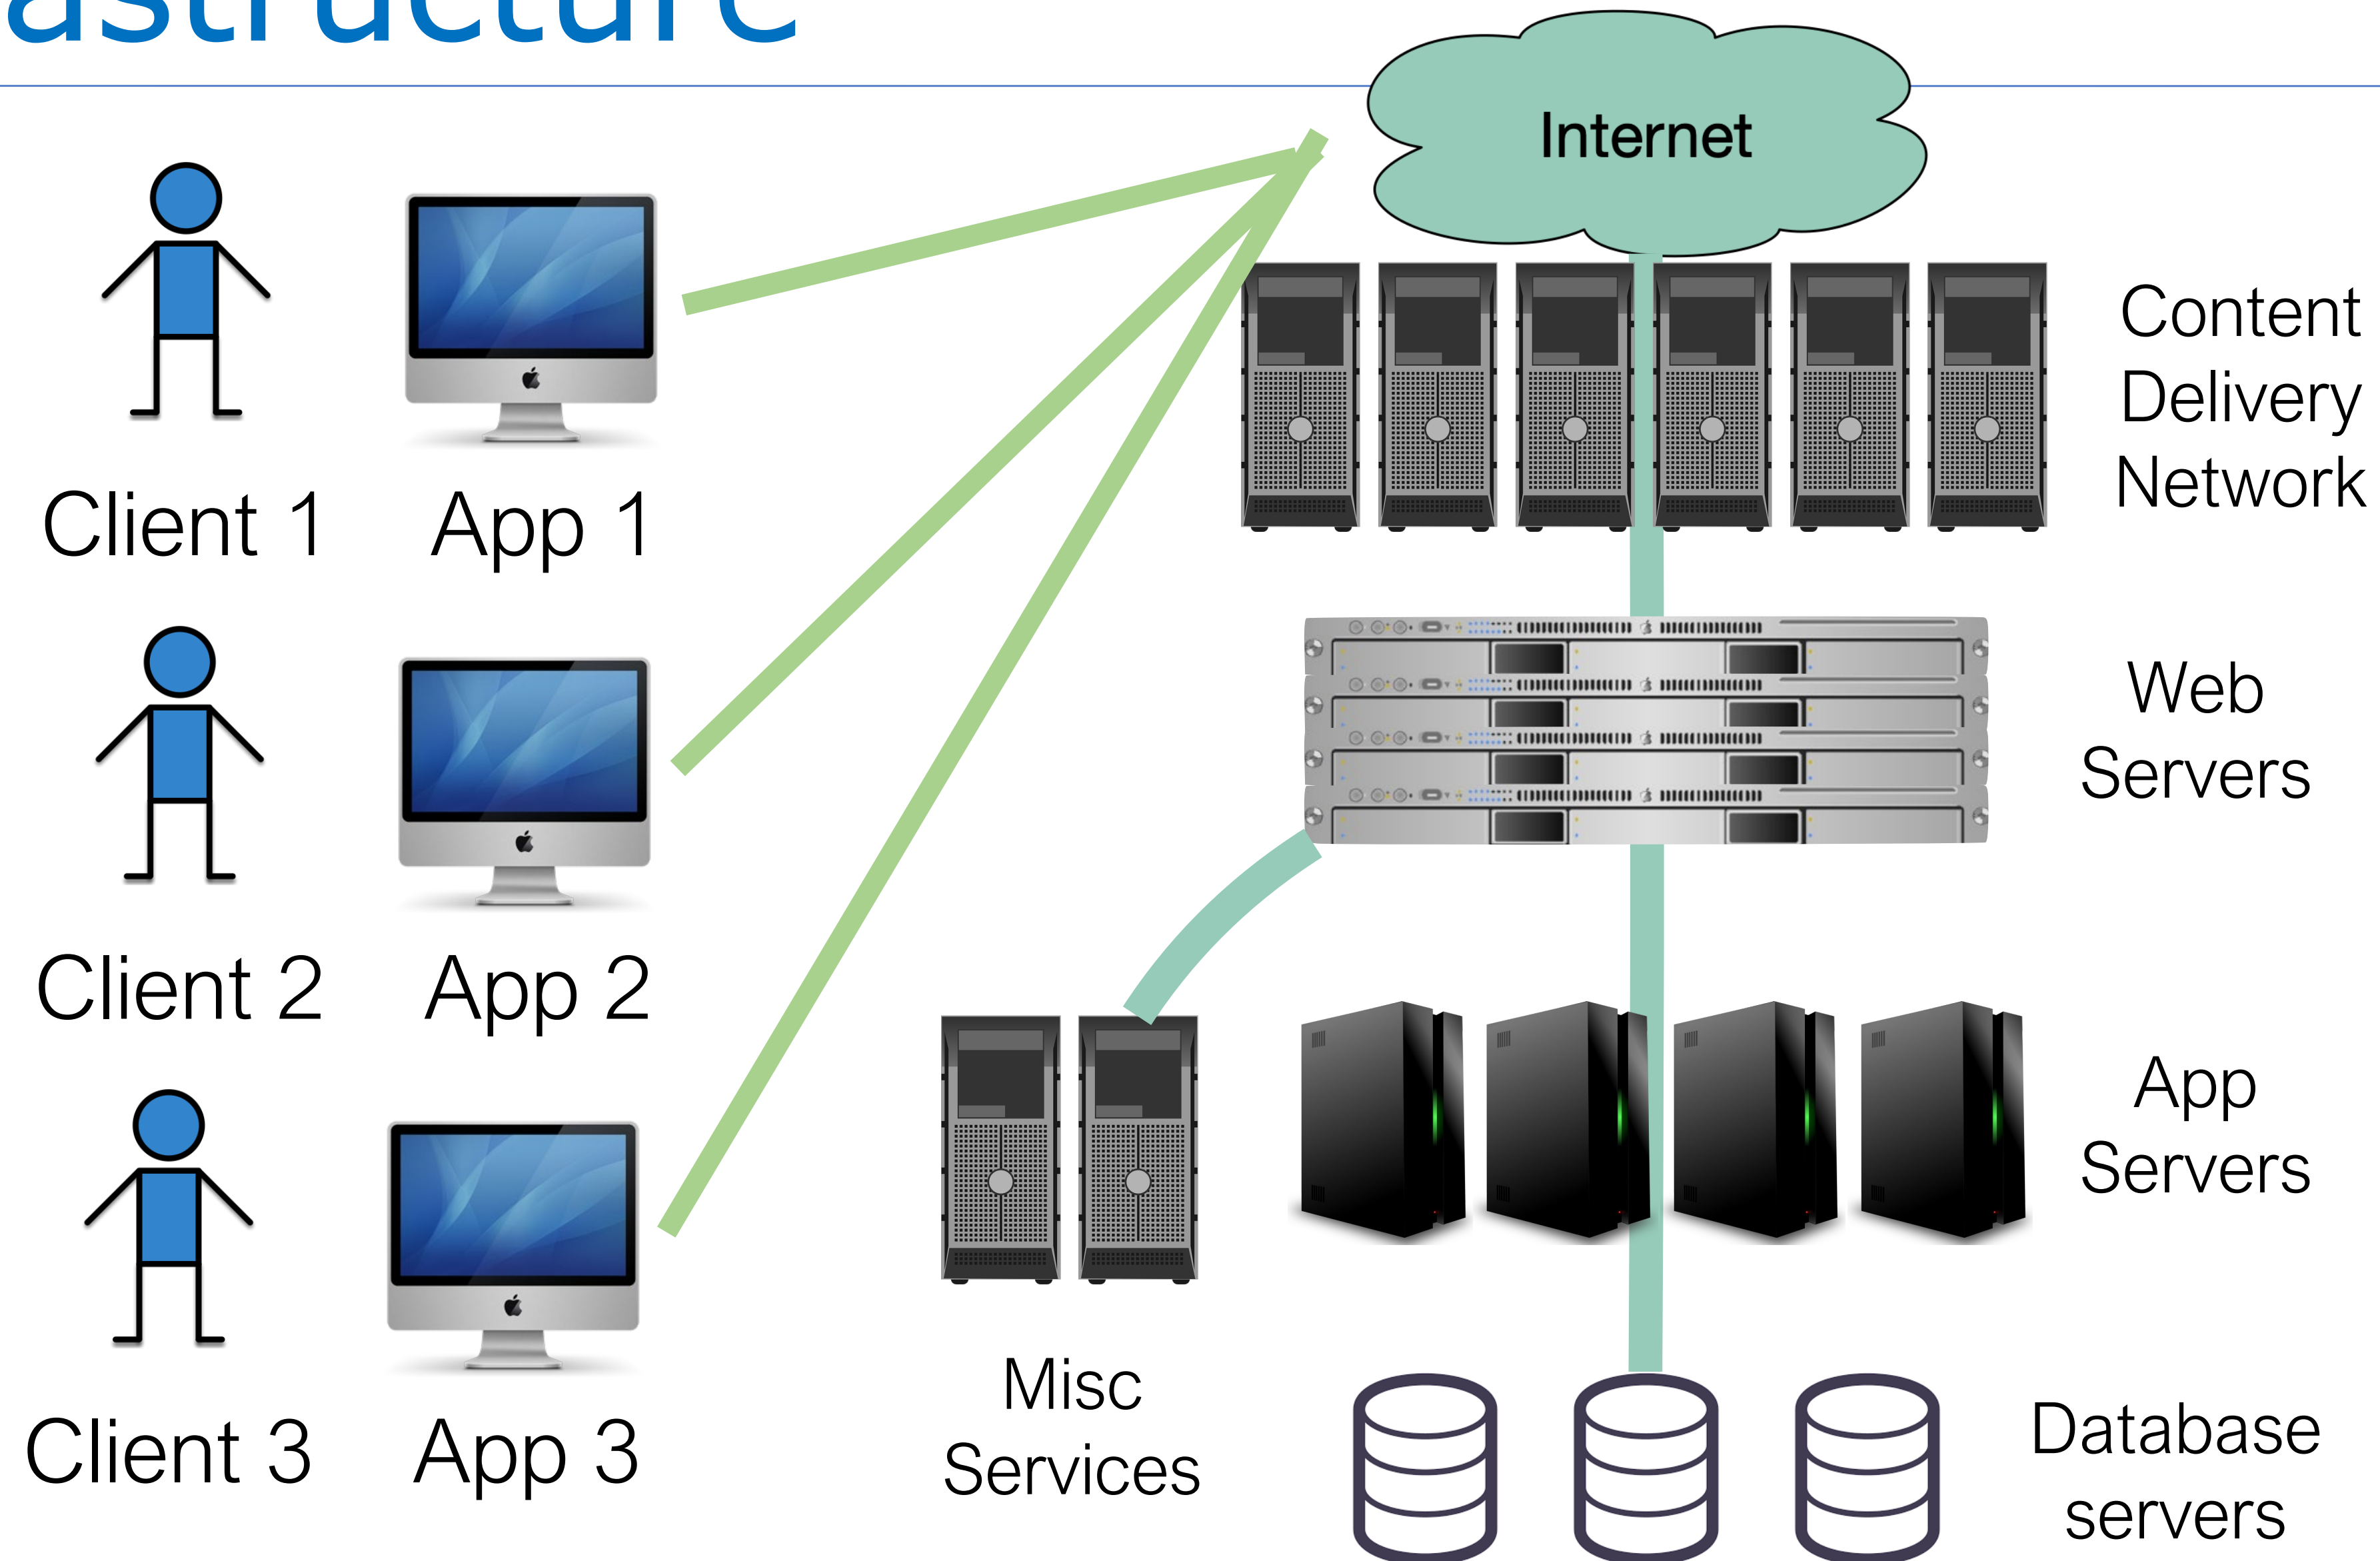 astructure
Internet
Content
Delivery
Network
Client 1
App 1
Web
Servers
Client 2
App 2
App
Servers
Client 3
App 3
Misc
Services
Database
servers